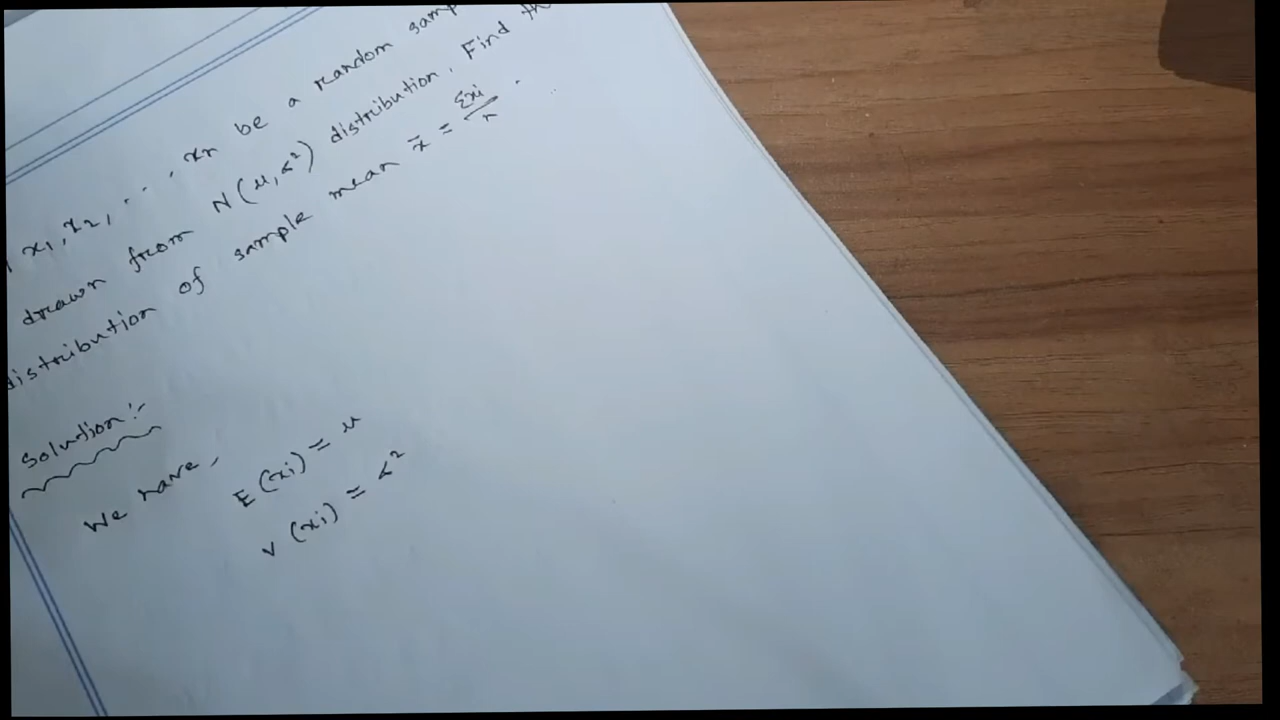 x1, x2, . . . . xn be a random samp
drawn from N(μ, σ²) distribution. Find th
distribution of sample mean x̄ = Σxi/n .
Solution:-
We have,
E(xi) = μ
V(xi) = σ²